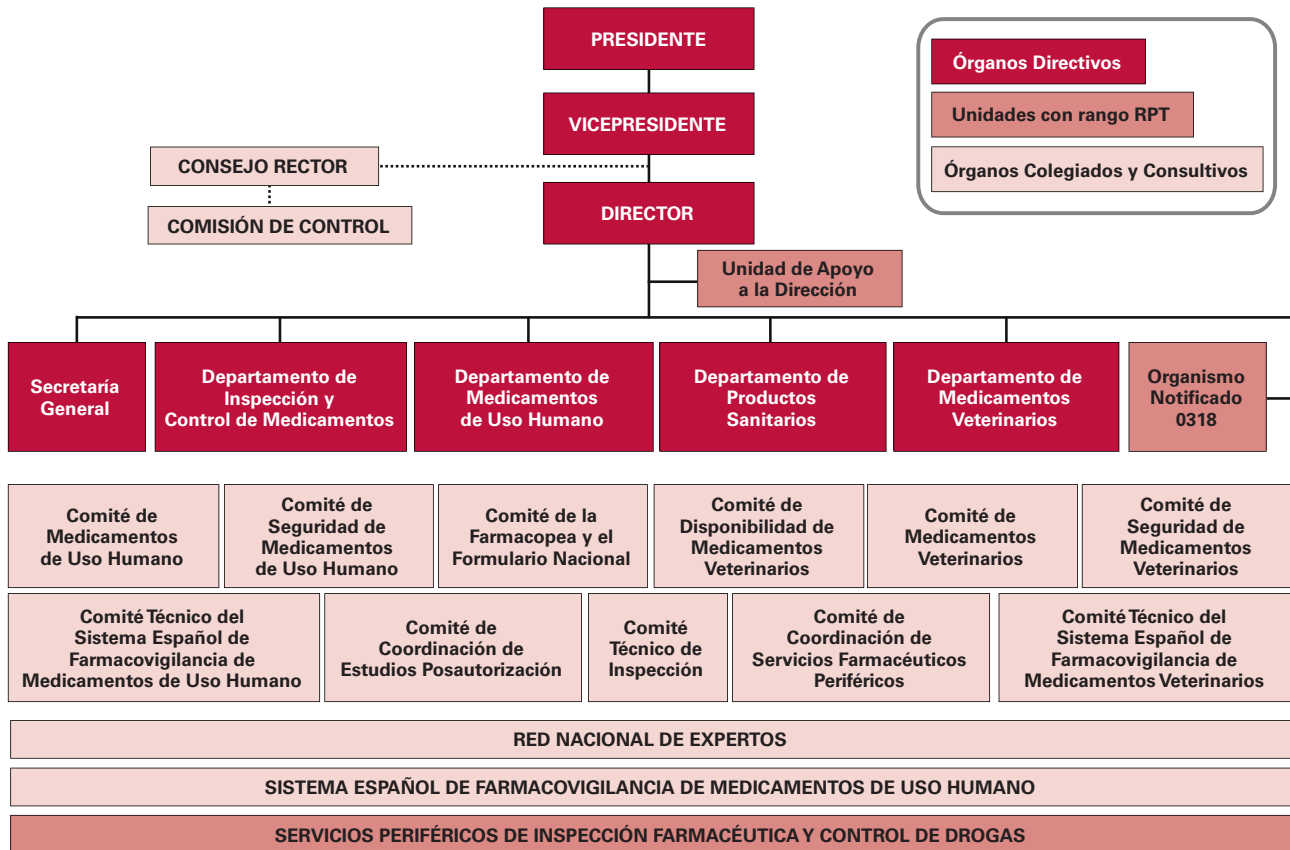 PRESIDENTE
VICEPRESIDENTE
CONSEJO RECTOR
COMISIÓN DE CONTROL
DIRECTOR
Unidad de Apoyo
a la Dirección
Órganos Directivos
Unidades con rango RPT
Órganos Colegiados y Consultivos
Secretaría
General
Departamento de
Inspección y
Control de Medicamentos
Departamento de
Medicamentos
de Uso Humano
Departamento de
Productos
Sanitarios
Departamento de
Medicamentos
Veterinarios
Organismo
Notificado
0318
Comité de
Medicamentos
de Uso Humano
Comité de
Seguridad de
Medicamentos
de Uso Humano
Comité de la
Farmacopea y el
Formulario Nacional
Comité de
Disponibilidad de
Medicamentos
Veterinarios
Comité de
Medicamentos
Veterinarios
Comité de
Seguridad de
Medicamentos
Veterinarios
Comité Técnico del
Sistema Español de
Farmacovigilancia de
Medicamentos de Uso Humano
Comité de
Coordinación de
Estudios Posautorización
Comité
Técnico de
Inspección
Comité de
Coordinación de
Servicios Farmacéuticos
Periféricos
Comité Técnico del
Sistema Español de
Farmacovigilancia de
Medicamentos Veterinarios
RED NACIONAL DE EXPERTOS
SISTEMA ESPAÑOL DE FARMACOVIGILANCIA DE MEDICAMENTOS DE USO HUMANO
SERVICIOS PERIFÉRICOS DE INSPECCIÓN FARMACÉUTICA Y CONTROL DE DROGAS